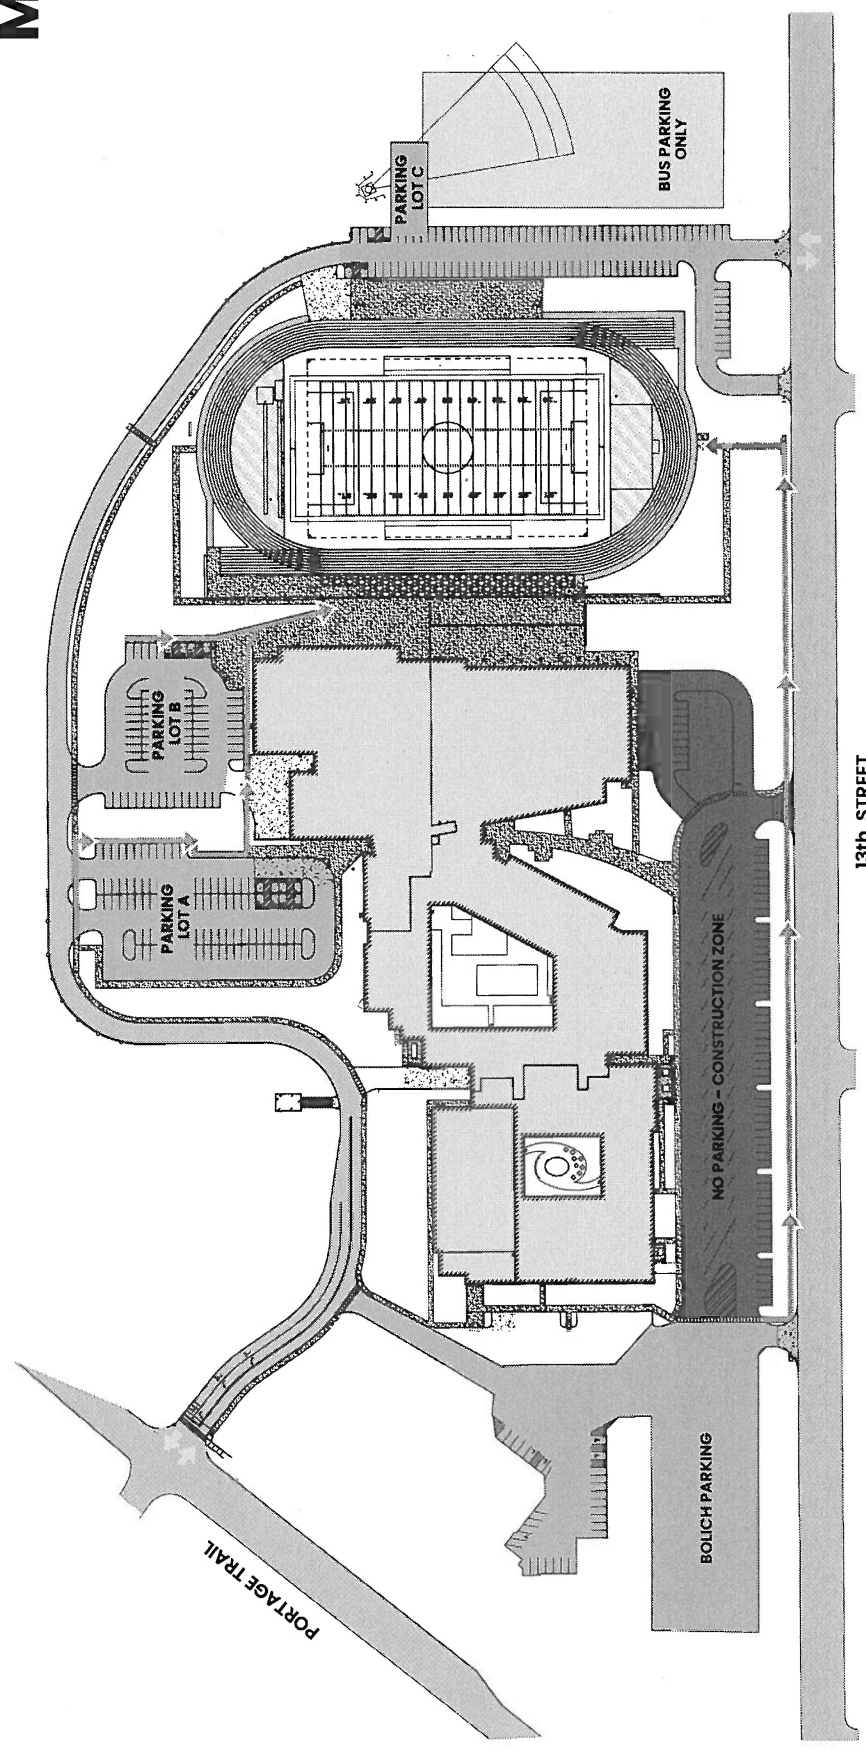 M
BUS PARKING
ONLY
PARKING
LOT C
PARKING
LOT B
PARKING
LOT A
NO PARKING – CONSTRUCTION ZONE
13th STREET
BOLICH PARKING
PORTAGE TRAIL